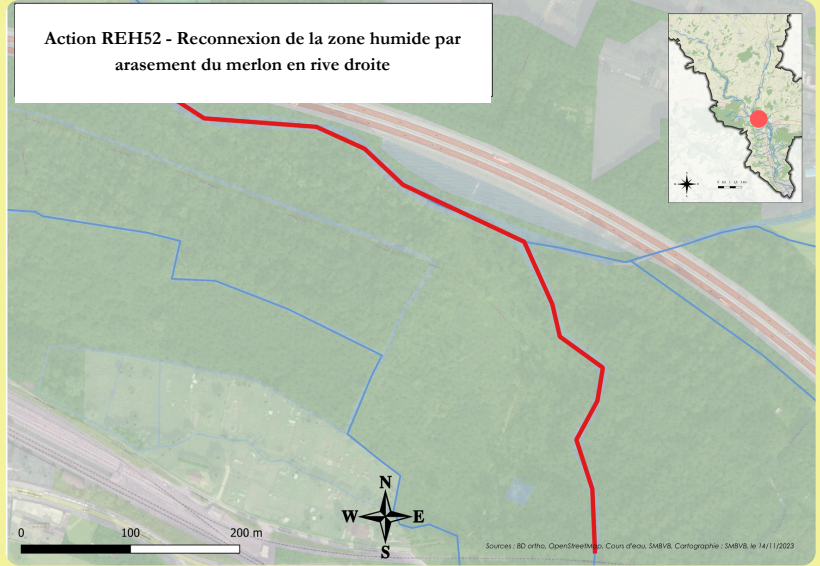 Action REH52 - Reconnexion de la zone humide par
arasement du merlon en rive droite
N
W E
S
0 100 200 m
Sources : BD ortho, OpenStreetMap, Cours d'eau, SMBVB, Cartographie : SMBVB, le 14/11/2023